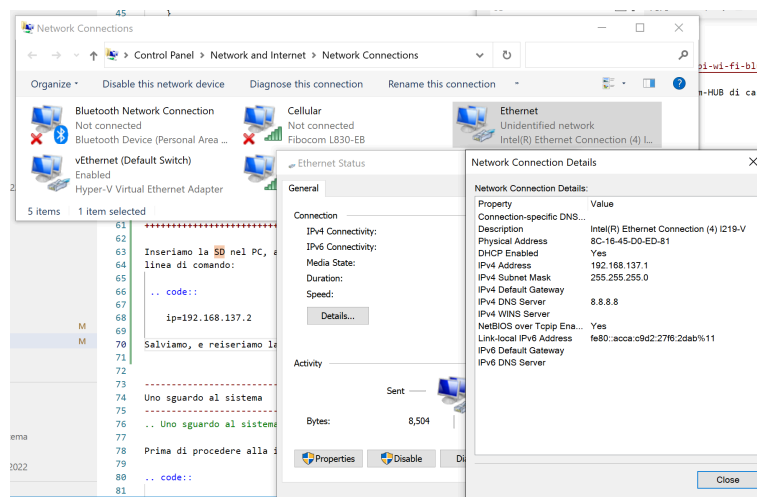 45 }
Network Connections
Control Panel > Network and Internet > Network Connections
Organize Disable this network device Diagnose this connection Rename this connection
Bluetooth Network Connection
Not connected
Bluetooth Device (Personal Area ...
Cellular
Not connected
Fibocom L830-EB
Ethernet
Unidentified network
Intel(R) Ethernet Connection (4) I...
vEthernet (Default Switch)
Enabled
Hyper-V Virtual Ethernet Adapter
5 items 1 item selected
oi-wi-fi-bl
m-HUB di ca
Ethernet Status
General
Connection
IPv4 Connectivity:
IPv6 Connectivity:
Media State:
Duration:
Speed:
Details...
Activity
Sent
Bytes: 8,504
Properties Disable Di
Network Connection Details
Network Connection Details:
Property Value
Connection-specific DNS...
Description Intel(R) Ethernet Connection (4) I219-V
Physical Address 8C-16-45-D0-ED-81
DHCP Enabled Yes
IPv4 Address 192.168.137.1
IPv4 Subnet Mask 255.255.255.0
IPv4 Default Gateway
IPv4 DNS Server 8.8.8.8
IPv4 WINS Server
NetBIOS over Tcpip Ena... Yes
Link-local IPv6 Address fe80::acca:c9d2:27f6:2dab%11
IPv6 Default Gateway
IPv6 DNS Server
Close
61 ++++++++++++++++++++++++
62
63 Inseriamo la SD nel PC, a
64 linea di comando:
65
66 .. code::
67
68 ip=192.168.137.2
69
70 Salviamo, e reiseriamo la
71
72
73 ------------------------
74 Uno sguardo al sistema
75 ------------------------
76 .. Uno sguardo al sistema
77
78 Prima di procedere alla i
79
80 .. code::
81
M
M
tema
2022